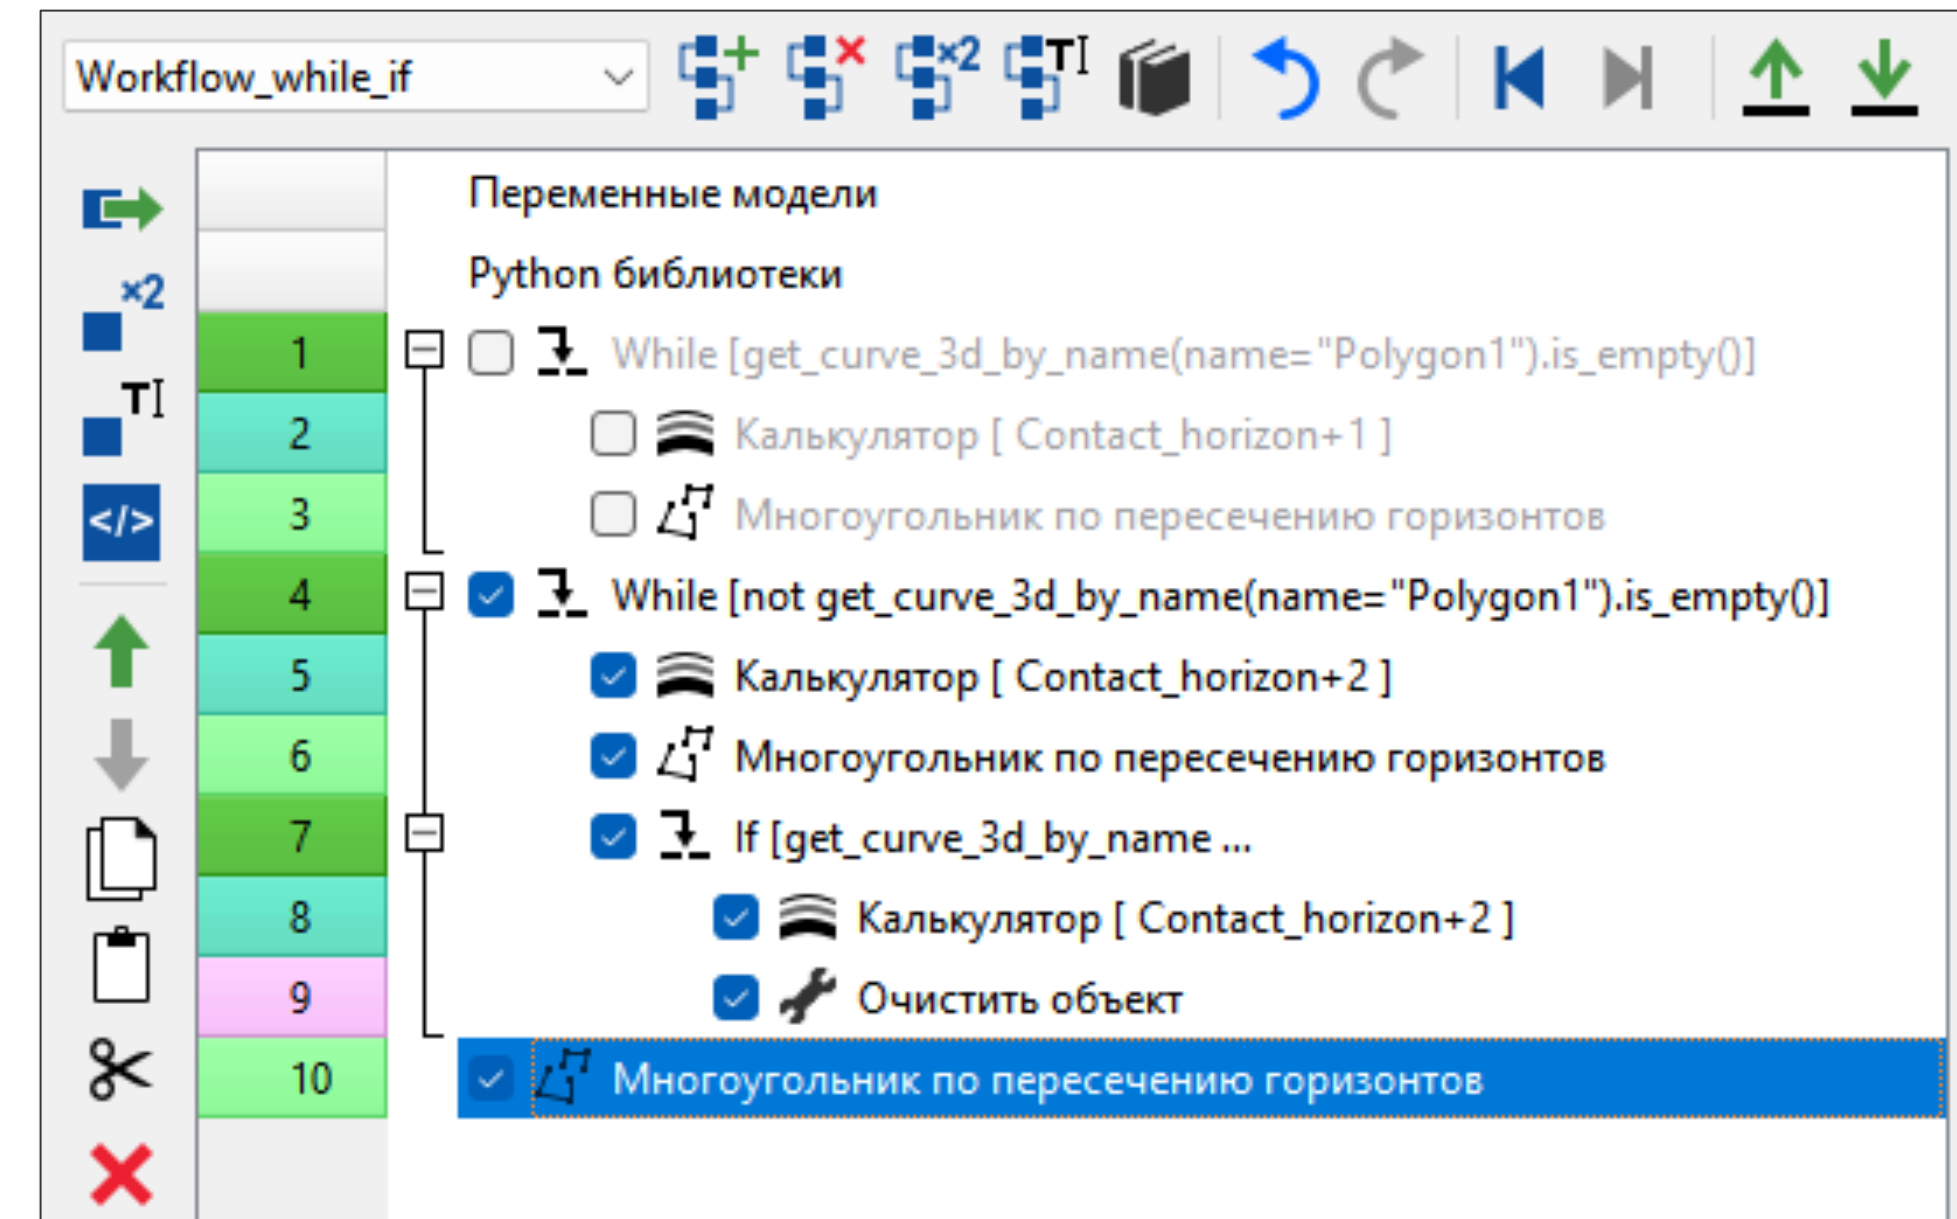 Workflow_while_if
×2
T
×2
T
</>
Переменные модели
Python библиотеки
1 While [get_curve_3d_by_name(name="Polygon1").is_empty()]
2 Калькулятор [ Contact_horizon+1 ]
3 Многоугольник по пересечению горизонтов
4 While [not get_curve_3d_by_name(name="Polygon1").is_empty()]
5 Калькулятор [ Contact_horizon+2 ]
6 Многоугольник по пересечению горизонтов
7 If [get_curve_3d_by_name ...
8 Калькулятор [ Contact_horizon+2 ]
9 Очистить объект
10 Многоугольник по пересечению горизонтов